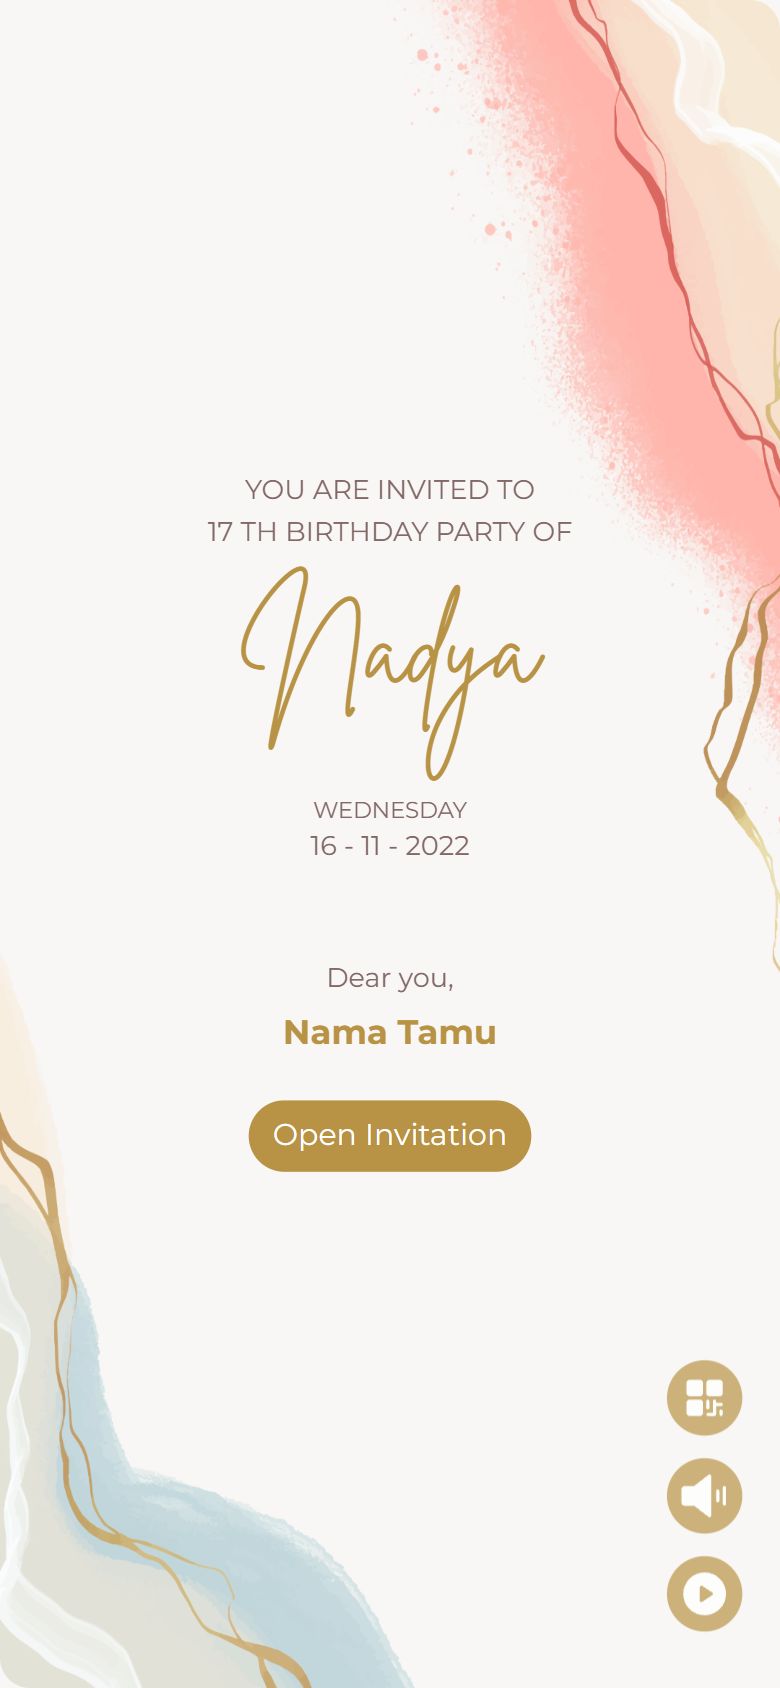 YOU ARE INVITED TO
17 TH BIRTHDAY PARTY OF
Nadya
WEDNESDAY
16 - 11 - 2022
Dear you,
Nama Tamu
Open Invitation